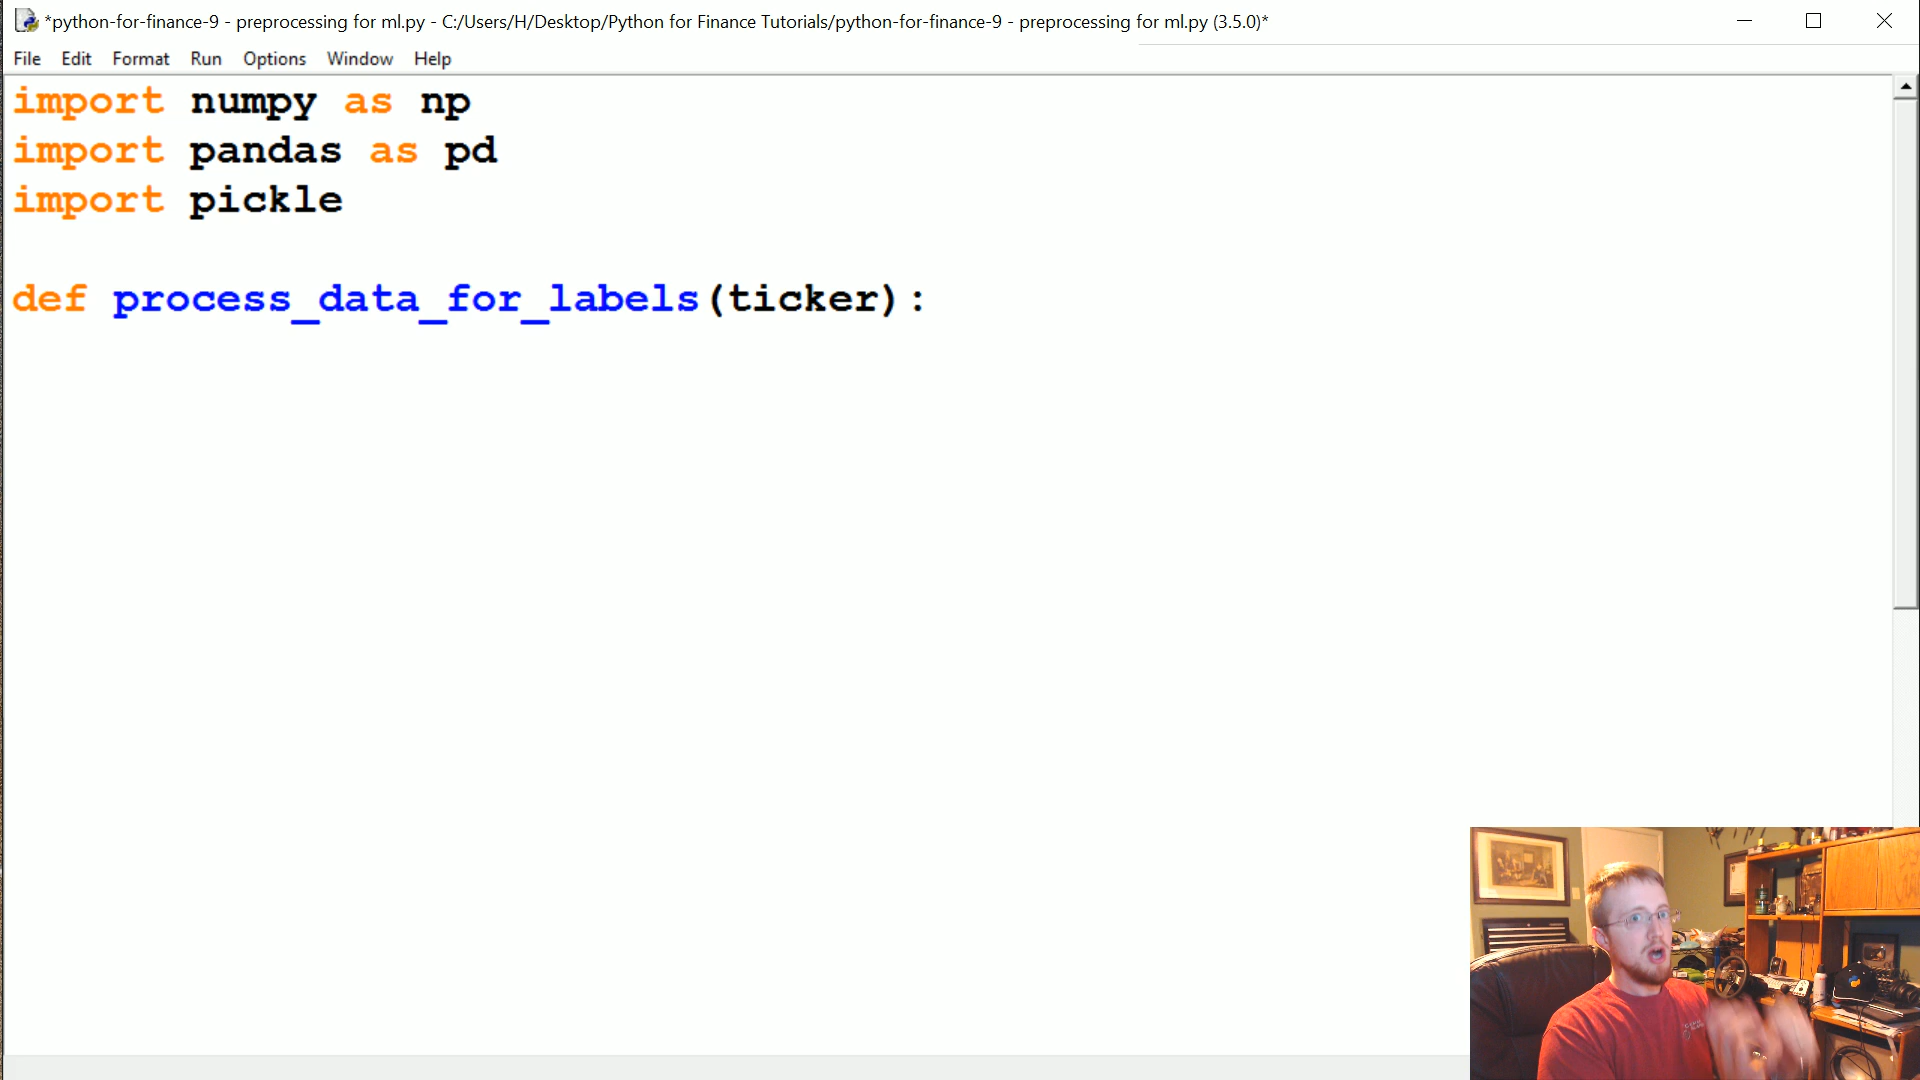 *python-for-finance-9 - preprocessing for ml.py - C:/Users/H/Desktop/Python for Finance Tutorials/python-for-finance-9 - preprocessing for ml.py (3.5.0)*
File Edit Format Run Options Window Help
import numpy as np
import pandas as pd
import pickle
def process_data_for_labels(ticker):